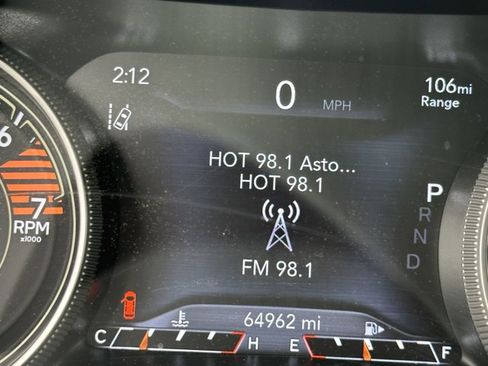 2:12
0 MPH
106mi
Range
HOT 98.1 Asto...
HOT 98.1
P
R
N
D
6
7
RPM
x1000
FM 98.1
64962 mi
C H E F